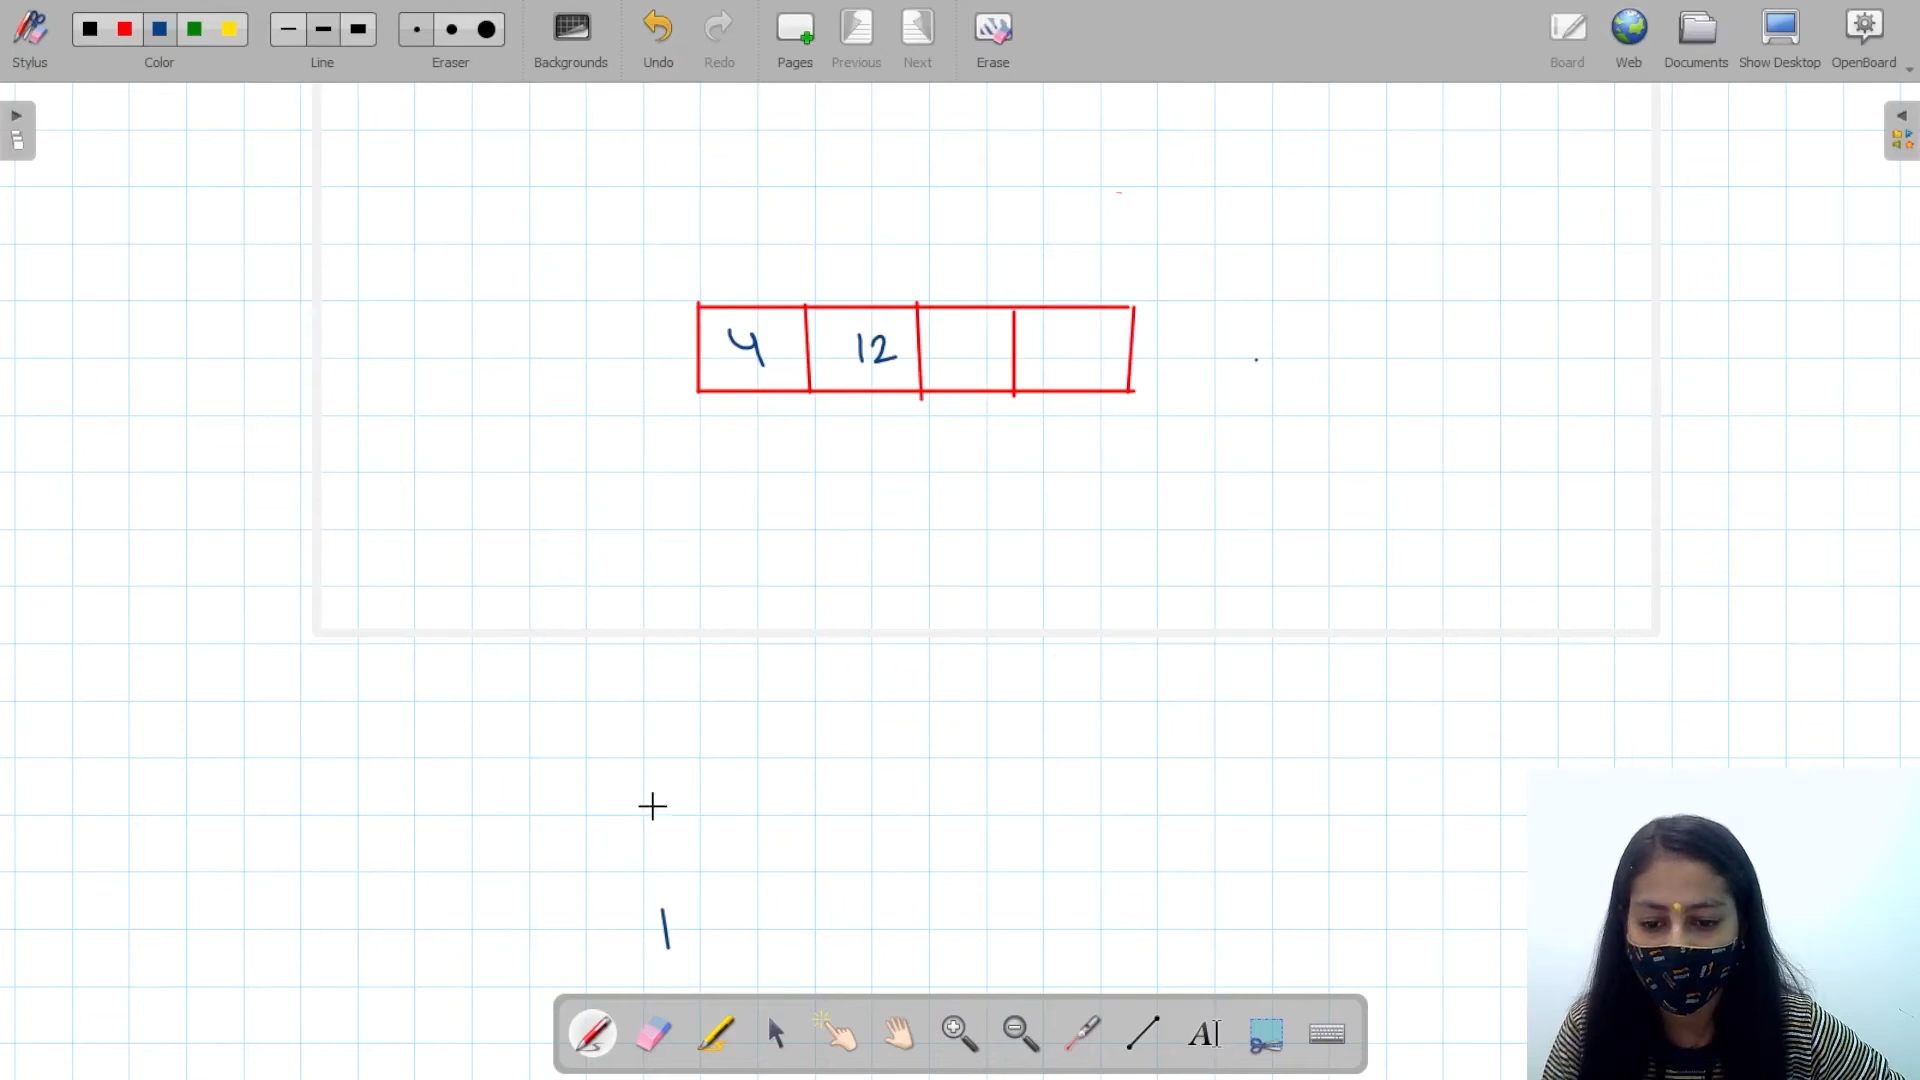 Stylus Color Line Eraser Backgrounds Undo Redo Pages Previous Next Erase Board Web Documents Show Desktop OpenBoard
4 12
1